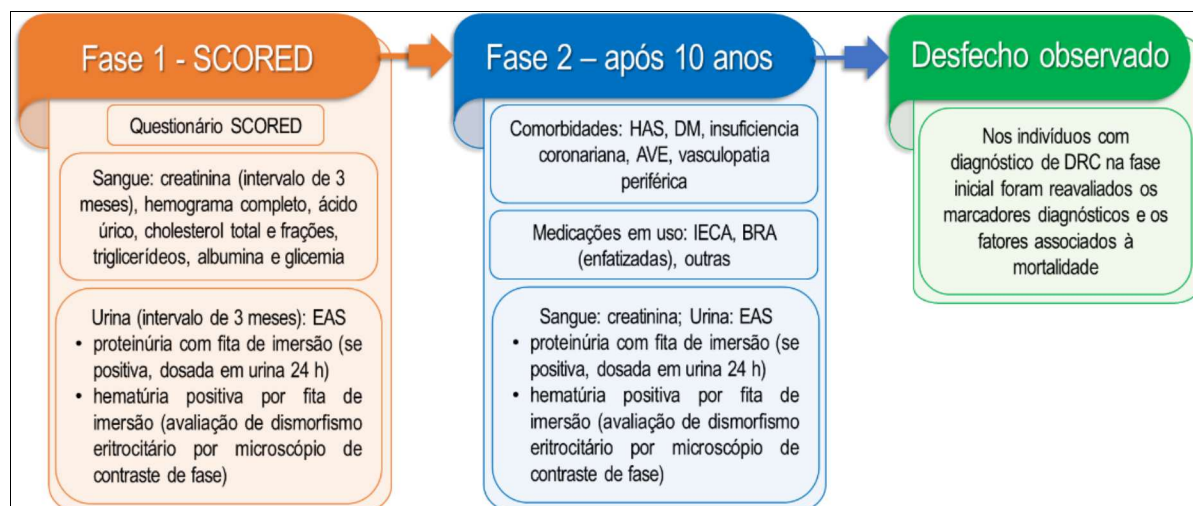 Fase 1 - SCORED
Questionário SCORED
Sangue: creatinina (intervalo de 3
meses), hemograma completo, ácido
úrico, cholesterol total e frações,
triglicerídeos, albumina e glicemia
Urina (intervalo de 3 meses): EAS
• proteinúria com fita de imersão (se
positiva, dosada em urina 24 h)
• hematúria positiva por fita de
imersão (avaliação de dismorfismo
eritrocitário por microscópio de
contraste de fase)
Fase 2 – após 10 anos
Comorbidades: HAS, DM, insuficiencia
coronariana, AVE, vasculopatia
periférica
Medicações em uso: IECA, BRA
(enfatizadas), outras
Sangue: creatinina; Urina: EAS
• proteinúria com fita de imersão (se
positiva, dosada em urina 24 h)
• hematúria positiva por fita de
imersão (avaliação de dismorfismo
eritrocitário por microscópio de
contraste de fase)
Desfecho observado
Nos indivíduos com
diagnóstico de DRC na fase
inicial foram reavaliados os
marcadores diagnósticos e os
fatores associados à
mortalidade